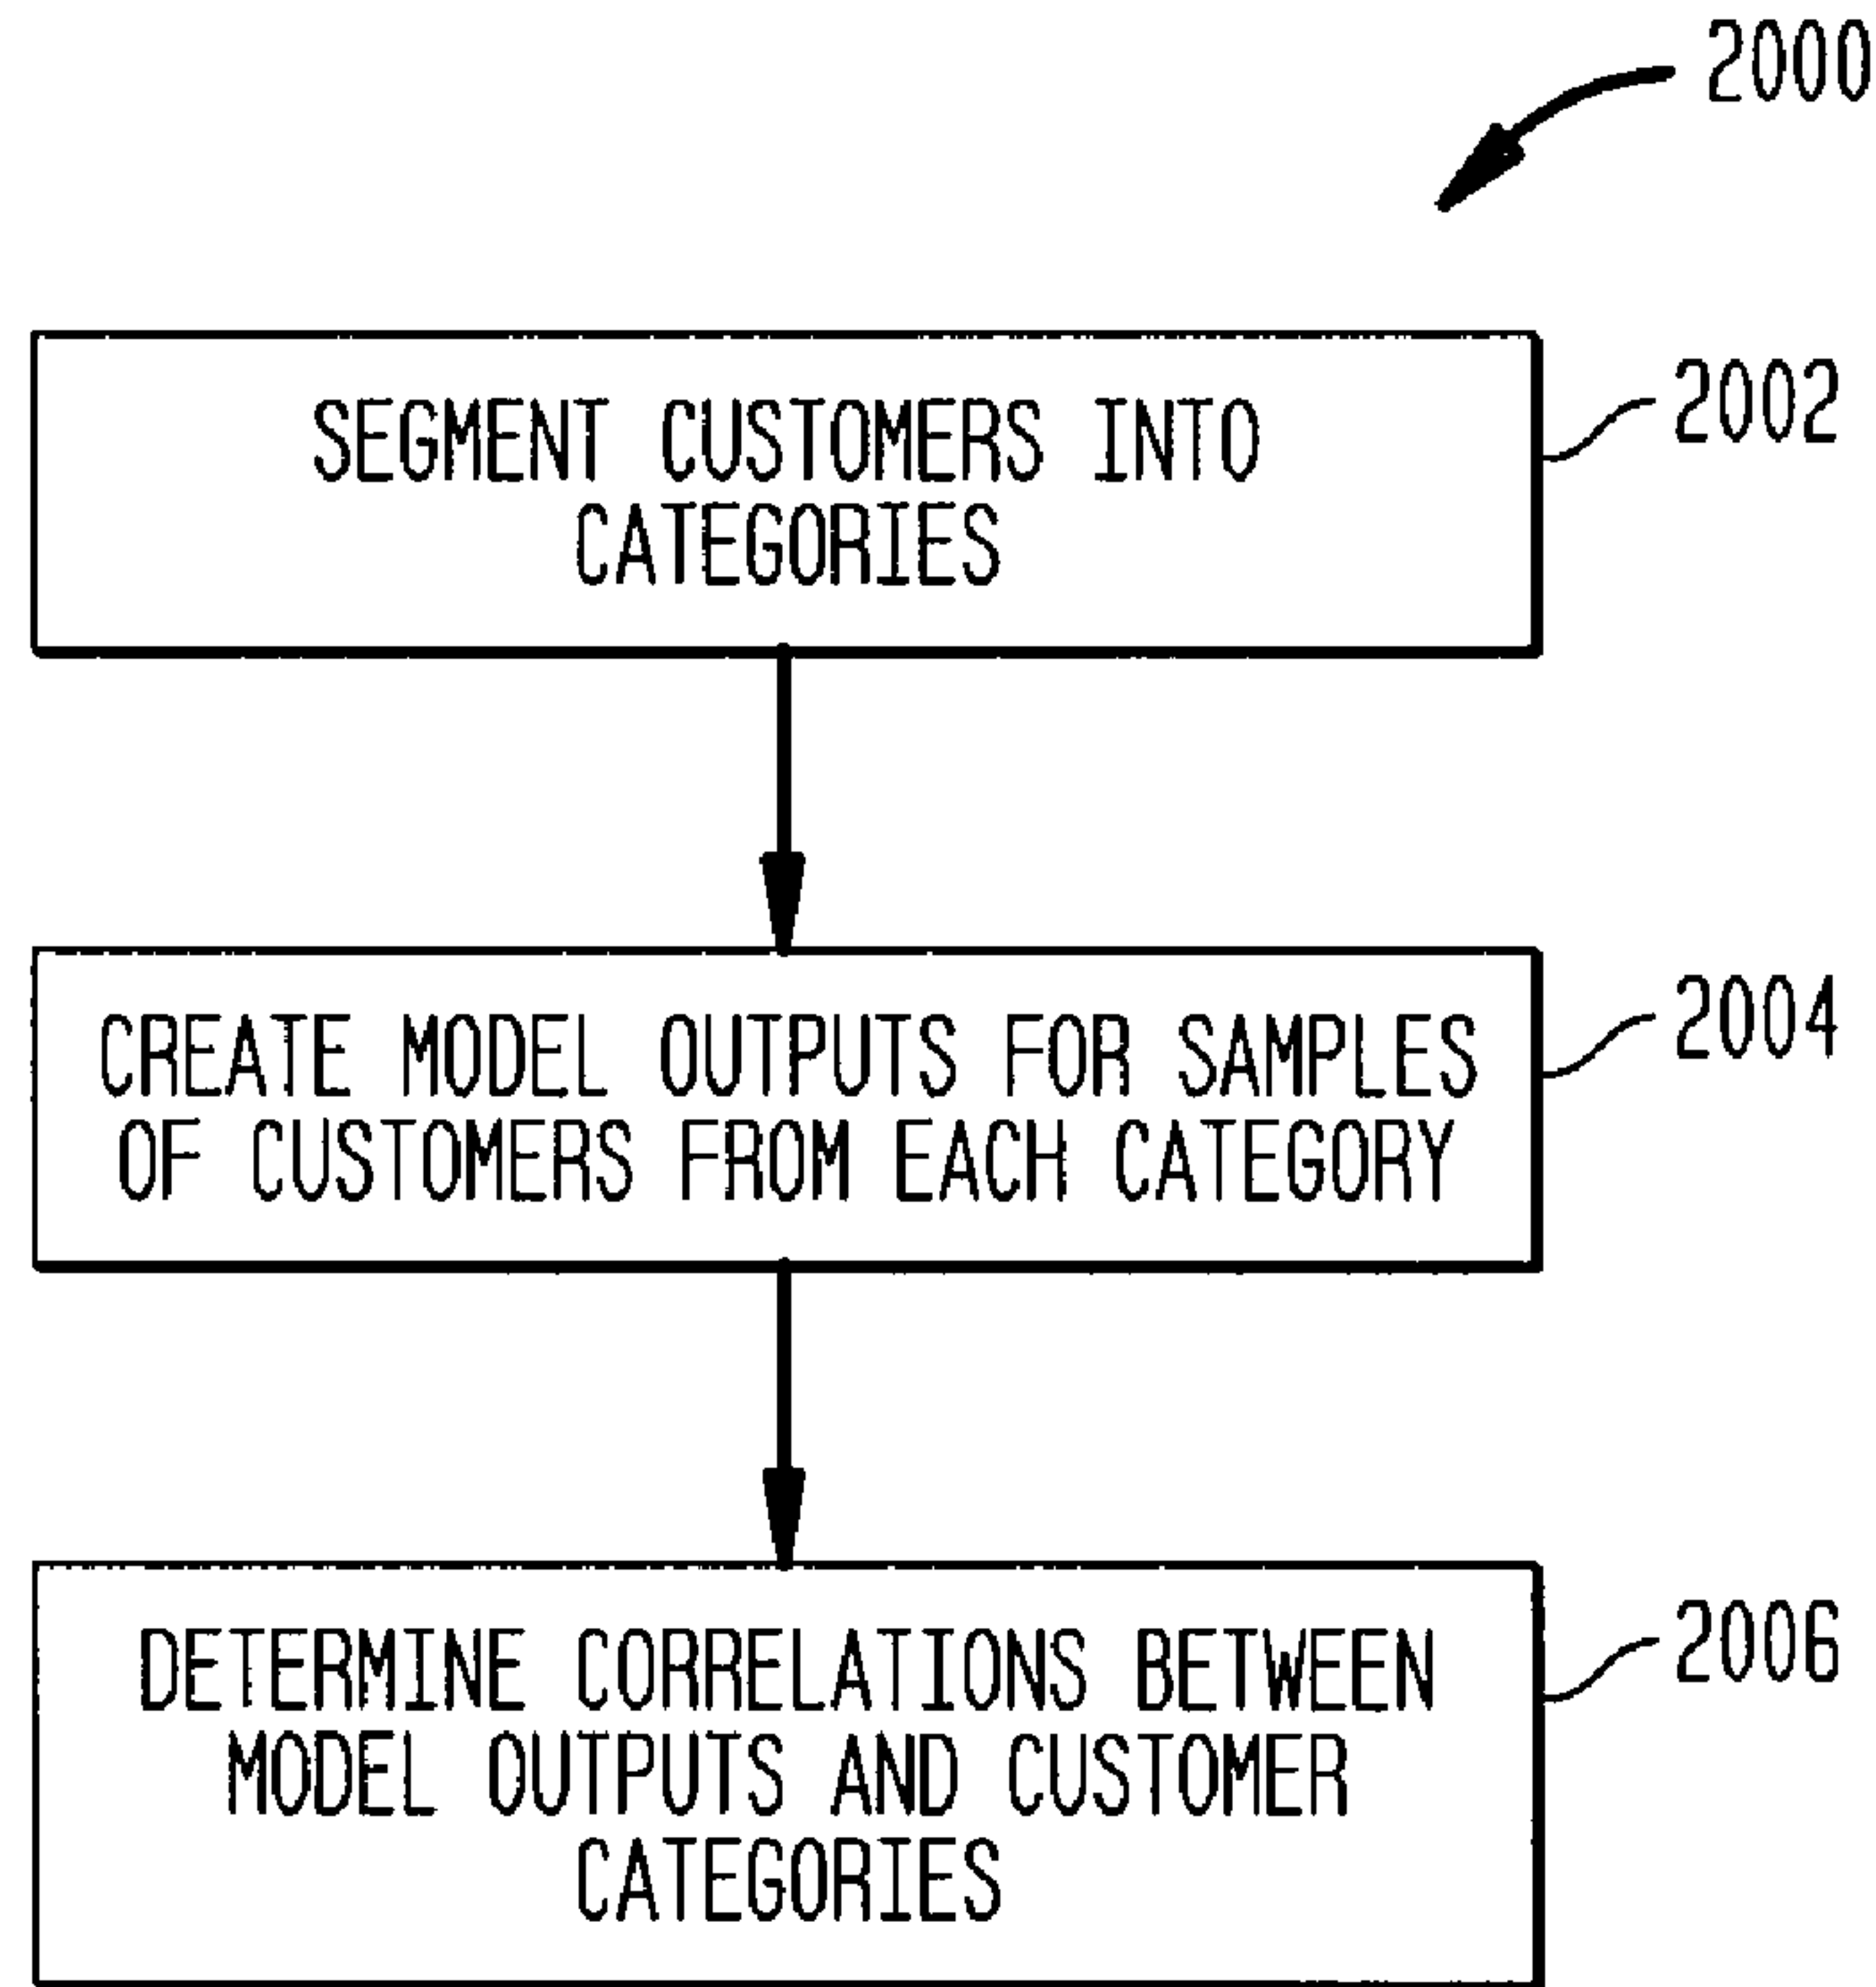 2000
SEGMENT CUSTOMERS INTO
CATEGORIES
2002
CREATE MODEL OUTPUTS FOR SAMPLES
OF CUSTOMERS FROM EACH CATEGORY
2004
DETERMINE CORRELATIONS BETWEEN
MODEL OUTPUTS AND CUSTOMER
CATEGORIES
2006